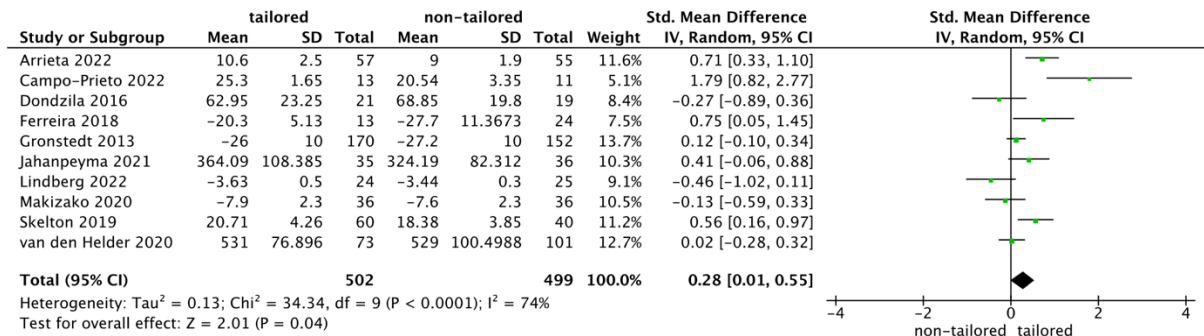 tailored non-tailored Std. Mean Difference Std. Mean Difference
Study or Subgroup Mean SD Total Mean SD Total Weight IV, Random, 95% CI IV, Random, 95% CI
Arrieta 2022 10.6 2.5 57 9 1.9 55 11.6% 0.71 [0.33, 1.10]
Campo-Prieto 2022 25.3 1.65 13 20.54 3.35 11 5.1% 1.79 [0.82, 2.77]
Dondzila 2016 62.95 23.25 21 68.85 19.8 19 8.4% -0.27 [-0.89, 0.36]
Ferreira 2018 -20.3 5.13 13 -27.7 11.3673 24 7.5% 0.75 [0.05, 1.45]
Gronstedt 2013 -26 10 170 -27.2 10 152 13.7% 0.12 [-0.10, 0.34]
Jahanpeyma 2021 364.09 108.385 35 324.19 82.312 36 10.3% 0.41 [-0.06, 0.88]
Lindberg 2022 -3.63 0.5 24 -3.44 0.3 25 9.1% -0.46 [-1.02, 0.11]
Makizako 2020 -7.9 2.3 36 -7.6 2.3 36 10.5% -0.13 [-0.59, 0.33]
Skelton 2019 20.71 4.26 60 18.38 3.85 40 11.2% 0.56 [0.16, 0.97]
van den Helder 2020 531 76.896 73 529 100.4988 101 12.7% 0.02 [-0.28, 0.32]
Total (95% CI) 502 499 100.0% 0.28 [0.01, 0.55]
Heterogeneity: Tau² = 0.13; Chi² = 34.34, df = 9 (P < 0.0001); I² = 74%
Test for overall effect: Z = 2.01 (P = 0.04)
-4 -2 0 2 4
non-tailored tailored